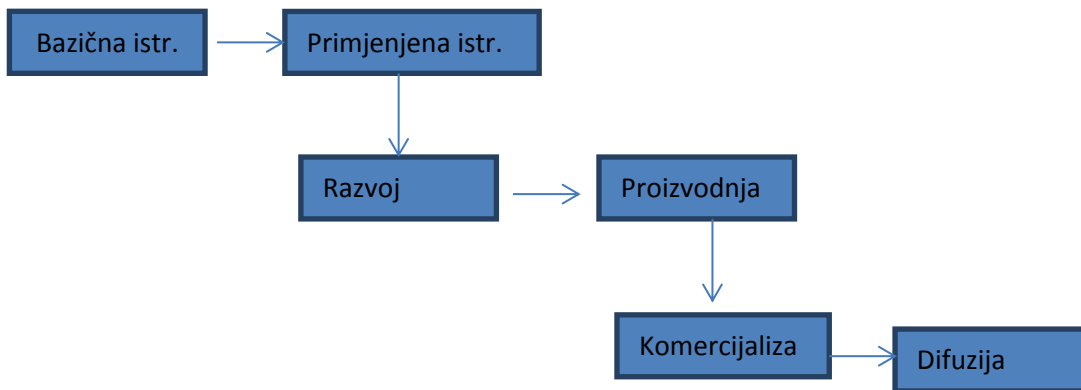 Bazična istr.
Primjenjena istr.
Razvoj
Proizvodnja
Komercijaliza
Difuzija